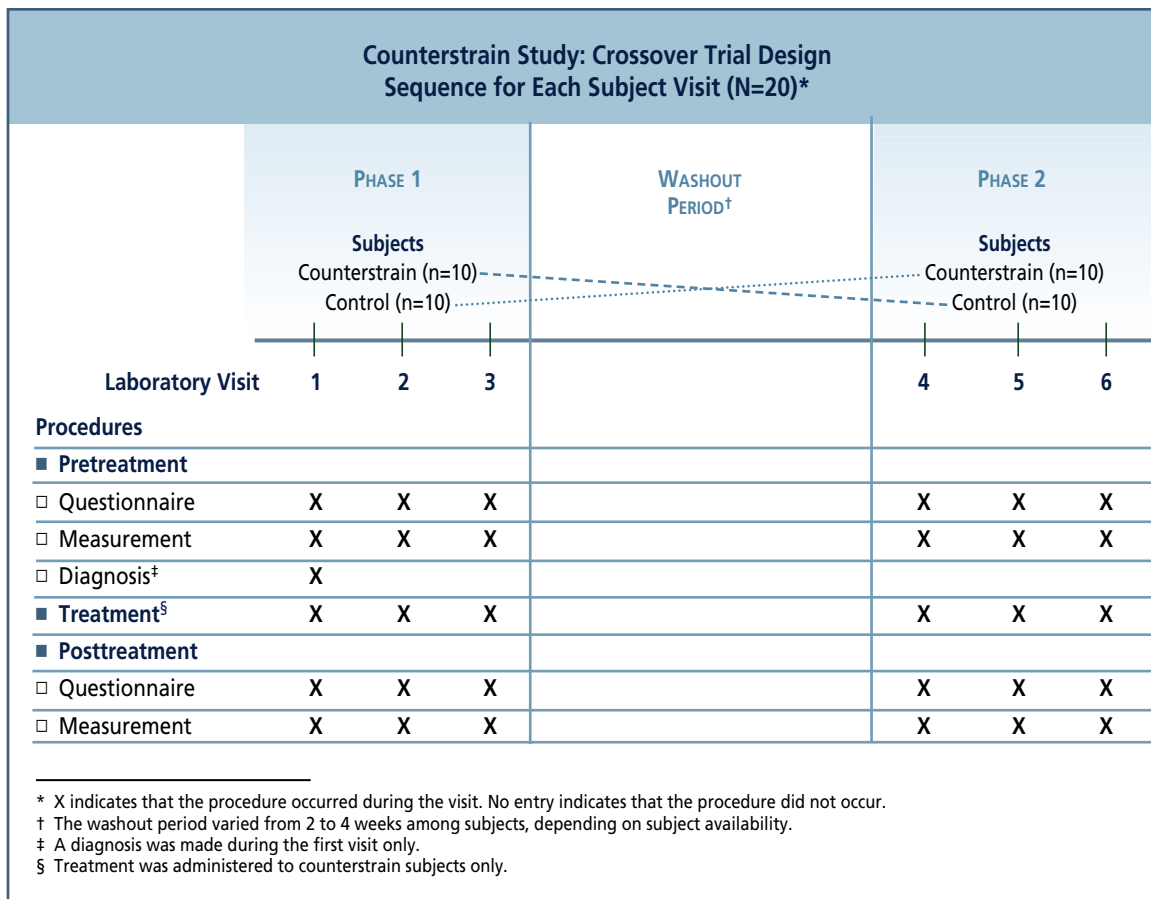 Counterstrain Study: Crossover Trial Design
Sequence for Each Subject Visit (N=20)*
PHASE 1
WASHOUT
PERIOD†
PHASE 2
Subjects
Counterstrain (n=10)
Control (n=10)
Subjects
Counterstrain (n=10)
Control (n=10)
Laboratory Visit 1 2 3 4 5 6
Procedures
■ Pretreatment
□ Questionnaire X X X X X X
□ Measurement X X X X X X
□ Diagnosis‡ X
■ Treatment§ X X X X X X
■ Posttreatment
□ Questionnaire X X X X X X
□ Measurement X X X X X X
* X indicates that the procedure occurred during the visit. No entry indicates that the procedure did not occur.
† The washout period varied from 2 to 4 weeks among subjects, depending on subject availability.
‡ A diagnosis was made during the first visit only.
§ Treatment was administered to counterstrain subjects only.